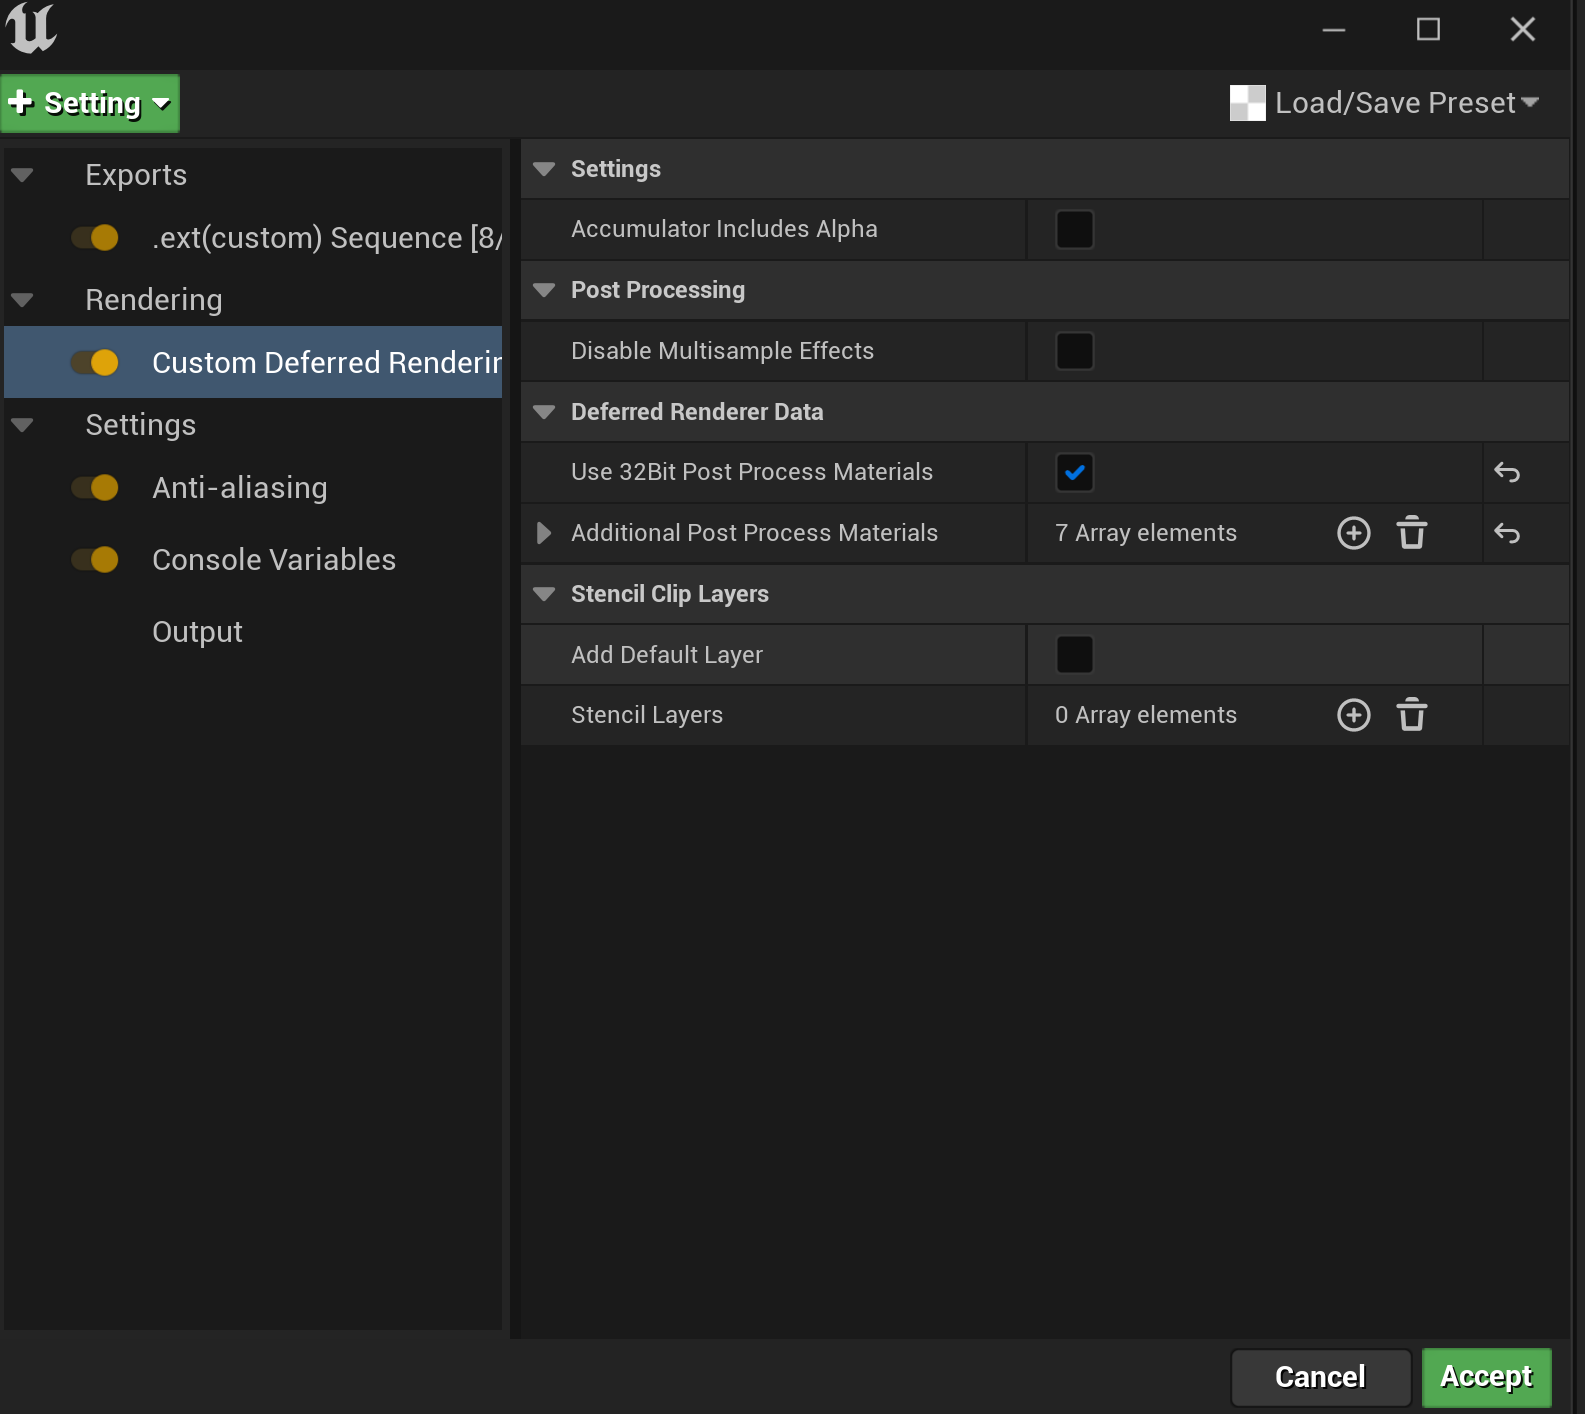 Setting
Load/Save Preset
Exports
.ext(custom) Sequence [8/
Rendering
Custom Deferred Renderin
Settings
Anti-aliasing
Console Variables
Output
Settings
Accumulator Includes Alpha
Post Processing
Disable Multisample Effects
Deferred Renderer Data
Use 32Bit Post Process Materials
Additional Post Process Materials
7 Array elements
Stencil Clip Layers
Add Default Layer
Stencil Layers
0 Array elements
Cancel
Accept